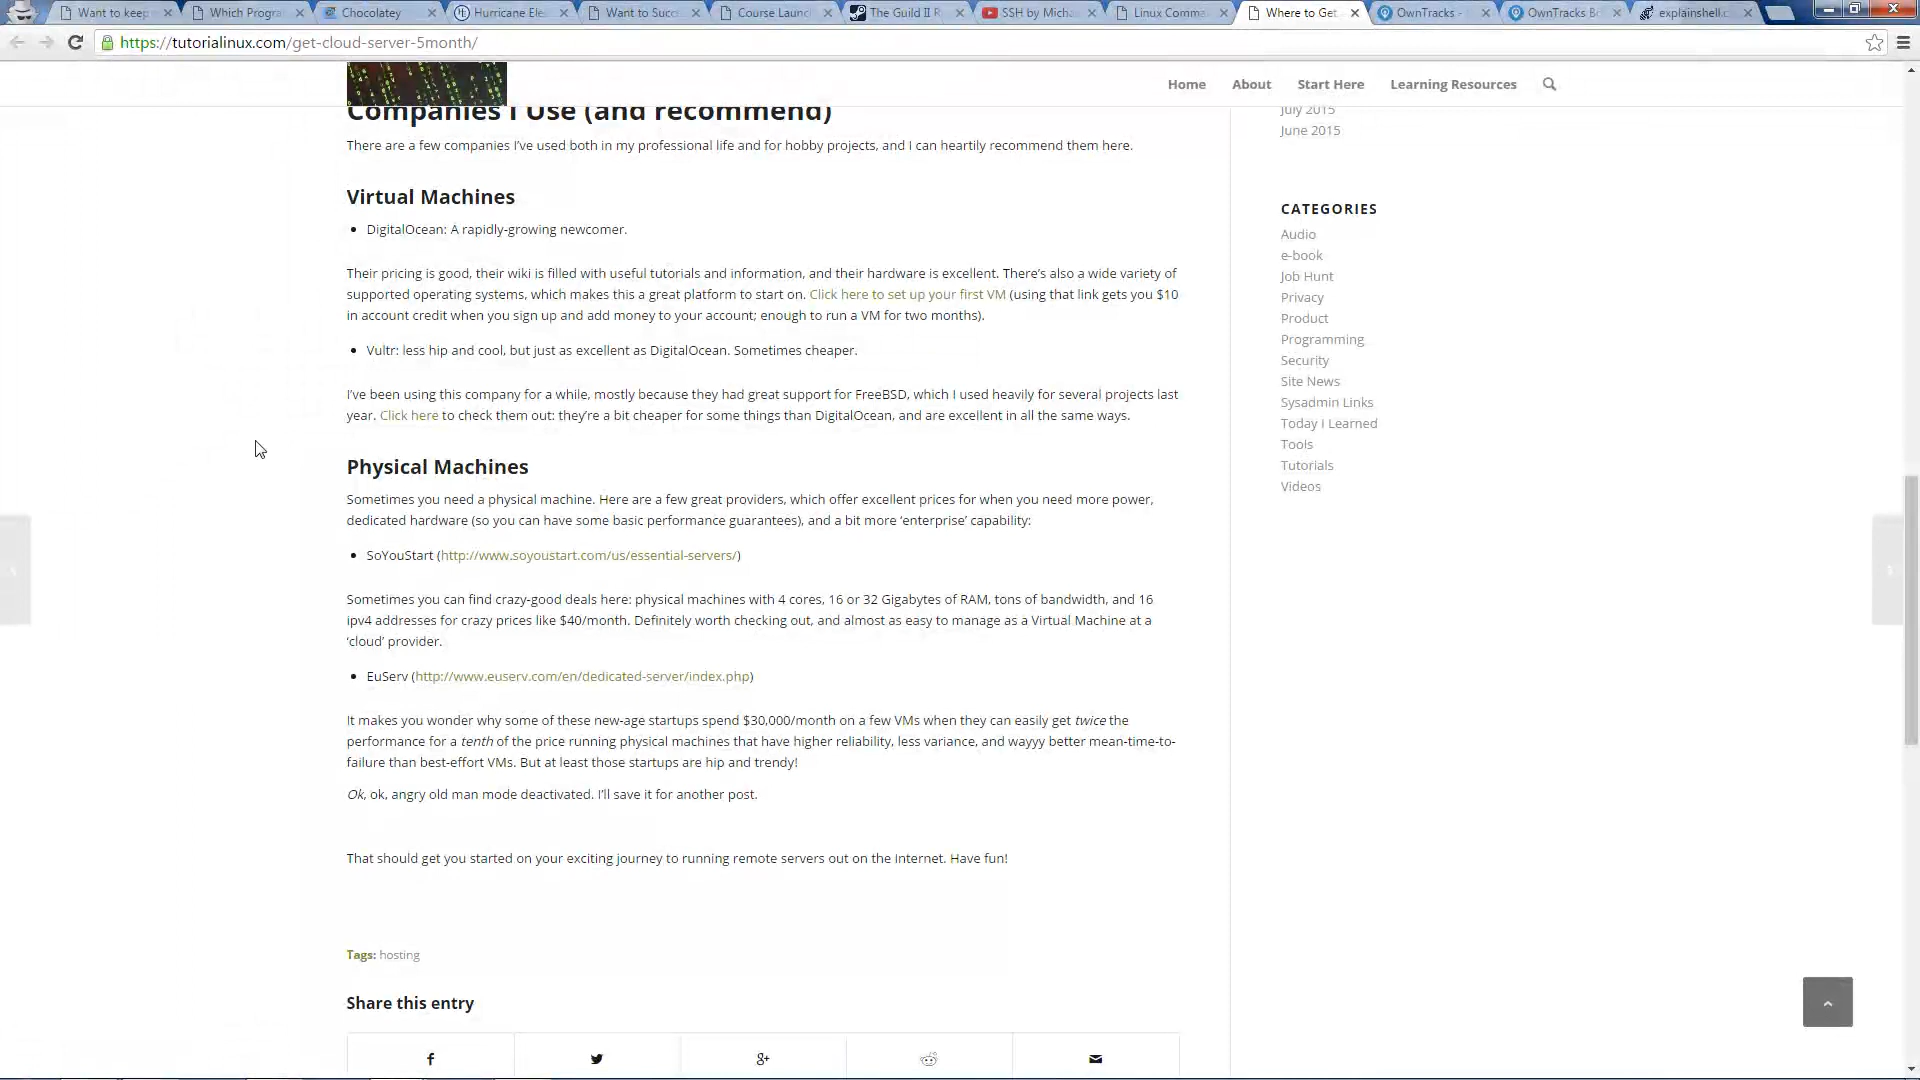 Want to keep
Which Progra
Chocolatey
Hurricane Ele
Want to Succ
Course Launc
The Guild II R
SSH by Micha
Linux Comma
Where to Get
OwnTracks -
OwnTracks B
explainshell.c
https://tutorialinux.com/get-cloud-server-5month/
Home
About
Start Here
Learning Resources
Companies I Use (and recommend)
There are a few companies I've used both in my professional life and for hobby projects, and I can heartily recommend them here.
Virtual Machines
DigitalOcean: A rapidly-growing newcomer.
Their pricing is good, their wiki is filled with useful tutorials and information, and their hardware is excellent. There's also a wide variety of
supported operating systems, which makes this a great platform to start on. Click here to set up your first VM (using that link gets you $10
in account credit when you sign up and add money to your account; enough to run a VM for two months).
Vultr: less hip and cool, but just as excellent as DigitalOcean. Sometimes cheaper.
I've been using this company for a while, mostly because they had great support for FreeBSD, which I used heavily for several projects last
year. Click here to check them out: they're a bit cheaper for some things than DigitalOcean, and are excellent in all the same ways.
Physical Machines
Sometimes you need a physical machine. Here are a few great providers, which offer excellent prices for when you need more power,
dedicated hardware (so you can have some basic performance guarantees), and a bit more 'enterprise' capability:
SoYouStart (http://www.soyoustart.com/us/essential-servers/)
Sometimes you can find crazy-good deals here: physical machines with 4 cores, 16 or 32 Gigabytes of RAM, tons of bandwidth, and 16
ipv4 addresses for crazy prices like $40/month. Definitely worth checking out, and almost as easy to manage as a Virtual Machine at a
'cloud' provider.
EuServ (http://www.euserv.com/en/dedicated-server/index.php)
It makes you wonder why some of these new-age startups spend $30,000/month on a few VMs when they can easily get twice the
performance for a tenth of the price running physical machines that have higher reliability, less variance, and wayyy better mean-time-to-
failure than best-effort VMs. But at least those startups are hip and trendy!
Ok, ok, angry old man mode deactivated. I'll save it for another post.
That should get you started on your exciting journey to running remote servers out on the Internet. Have fun!
Tags: hosting
Share this entry
July 2015
June 2015
CATEGORIES
Audio
e-book
Job Hunt
Privacy
Product
Programming
Security
Site News
Sysadmin Links
Today I Learned
Tools
Tutorials
Videos